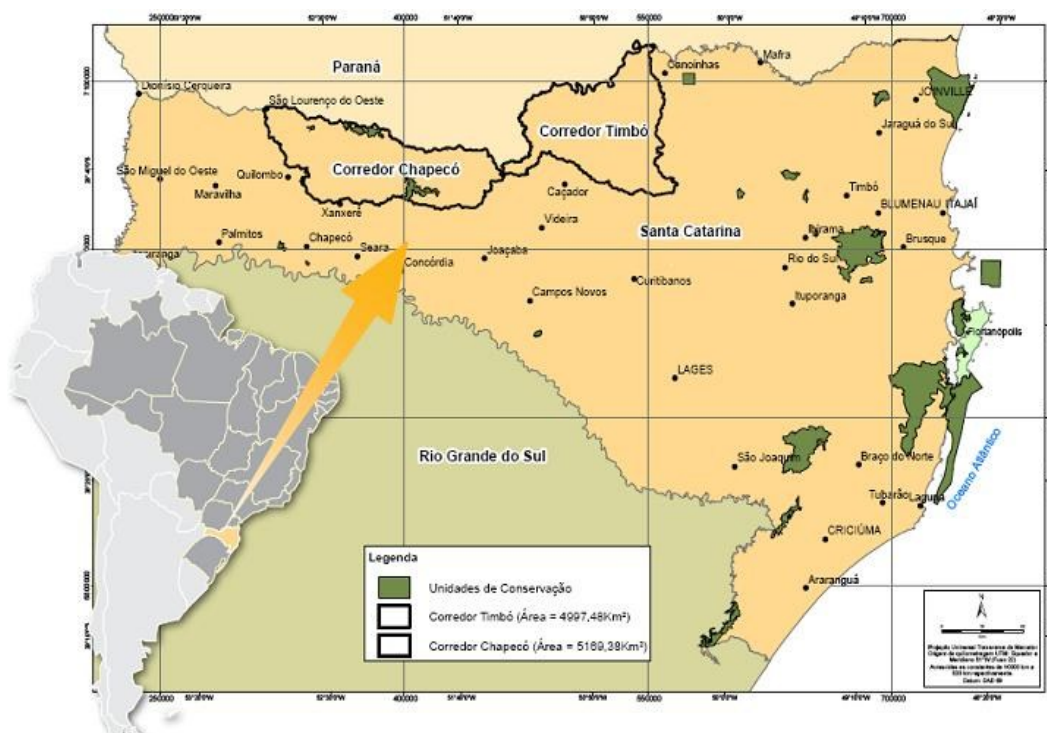 250000
400000
550000
700000
Paraná
Canoinhas
Mafra
Dionísio Cerqueira
São Lourenço do Oeste
JOINVILLE
Jaraguá do Sul
Corredor Timbó
Corredor Chapecó
São Miguel do Oeste
Maravilha
Quilombo
Caçador
Timbó
Xanxerê
BLUMENAU
ITAJAÍ
Videira
Santa Catarina
Ibirama
Palmitos
Chapecó
Seara
Joaçaba
Brusque
Concórdia
Rio do Sul
Curitibanos
Campos Novos
Ituporanga
Florianópolis
LAGES
Rio Grande do Sul
São Joaquim
Braço do Norte
Oceano Atlântico
Tubarão
Laguna
CRICIÚMA
Araranguá
Legenda
Unidades de Conservação
Corredor Timbó (Área = 4997,48Km²)
Corredor Chapecó (Área = 5169,38Km²)
N
250000
400000
550000
700000